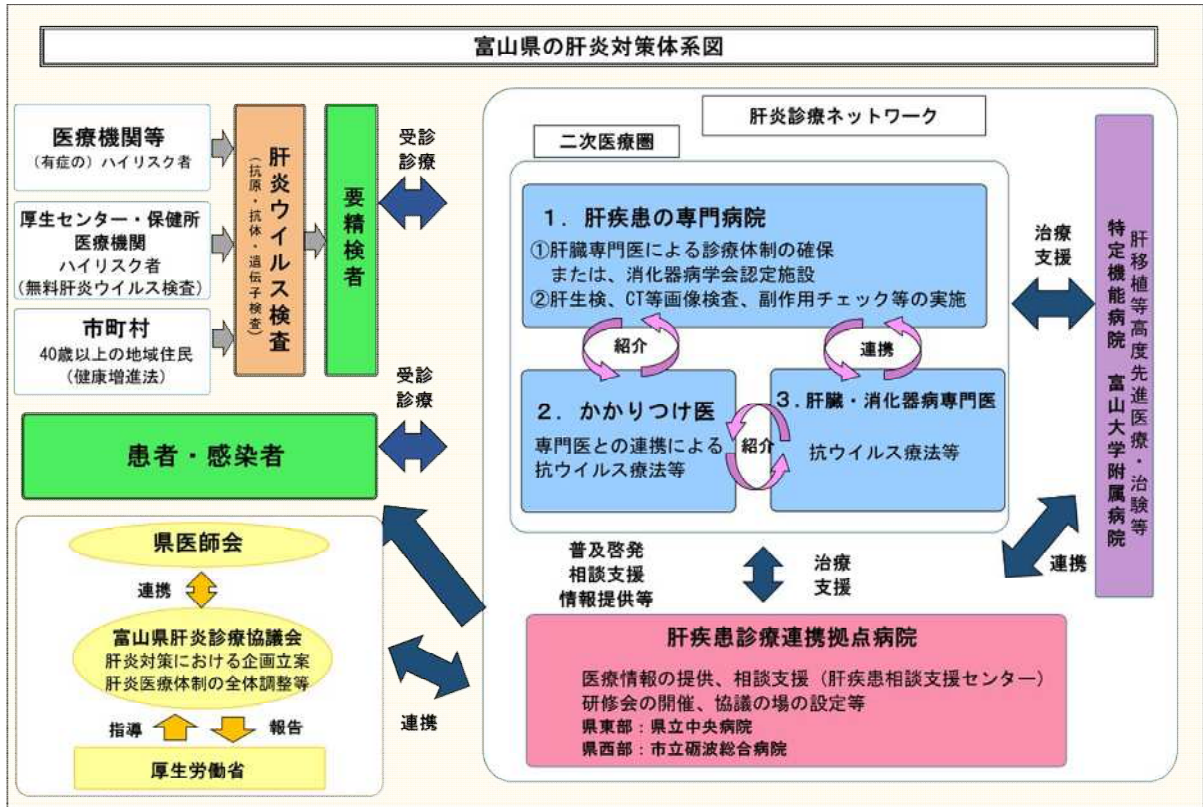 富山県の肝炎対策体系図
医療機関等
(有症の)ハイリスク者
厚生センター・保健所
医療機関
ハイリスク者
(無料肝炎ウイルス検査)
市町村
40歳以上の地域住民
(健康増進法)
肝炎ウイルス検査
(抗原・抗体・遺伝子検査)
要精検者
受診
診療
患者・感染者
受診
診療
肝炎診療ネットワーク
二次医療圏
1．肝疾患の専門病院
①肝臓専門医による診療体制の確保
または、消化器病学会認定施設
②肝生検、CT等画像検査、副作用チェック等の実施
紹介
連携
2．かかりつけ医
専門医との連携による
抗ウイルス療法等
紹介
3．肝臓・消化器病専門医
抗ウイルス療法等
治療
支援
肝移植等高度先進医療・治験等
特定機能病院　富山大学附属病院
連携
普及啓発
相談支援
情報提供等
治療
支援
肝疾患診療連携拠点病院
医療情報の提供、相談支援（肝疾患相談支援センター）
研修会の開催、協議の場の設定等
県東部：県立中央病院
県西部：市立砺波総合病院
県医師会
連携
富山県肝炎診療協議会
肝炎対策における企画立案
肝炎医療体制の全体調整等
指導
報告
厚生労働省
連携